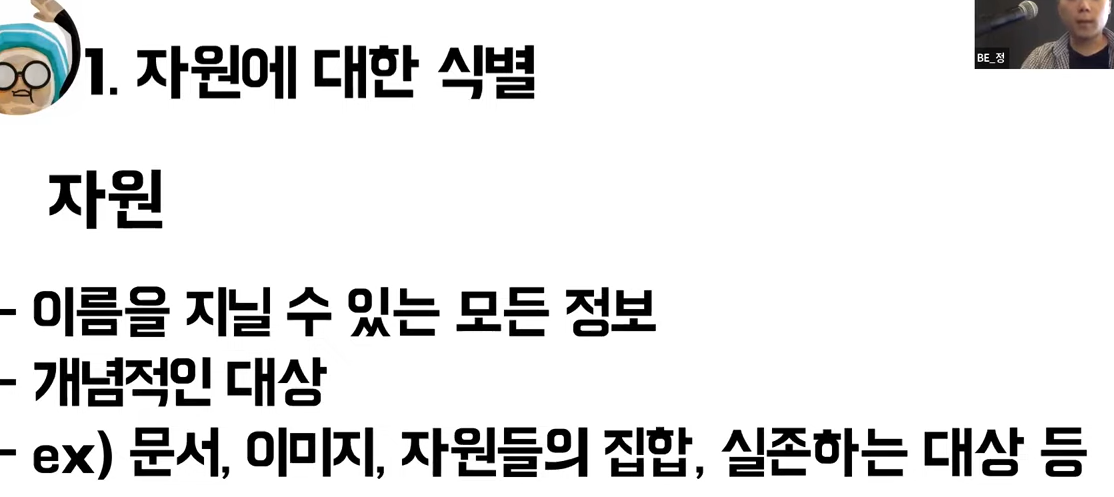 1. 자원에 대한 식별
BE_정
자원
- 이름을 지닐 수 있는 모든 정보
- 개념적인 대상
- ex) 문서, 이미지, 자원들의 집합, 실존하는 대상 등